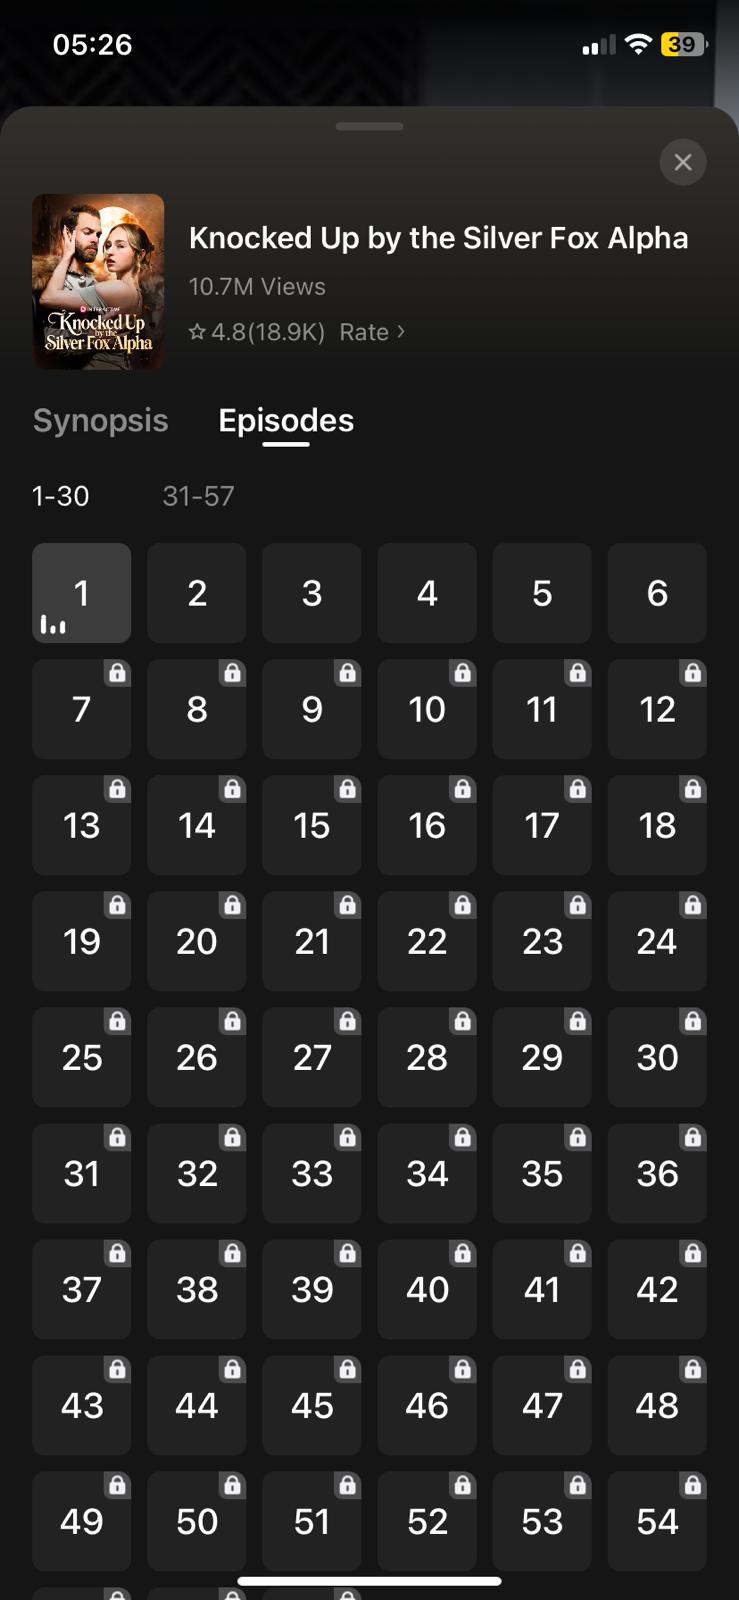 05:26
39
Knocked Up by the Silver Fox Alpha
10.7M Views
4.8(18.9K) Rate >
INTERACTIVE
Knocked Up
by the
Silver Fox Alpha
Synopsis Episodes
1-30 31-57
1 2 3 4 5 6
7 8 9 10 11 12
13 14 15 16 17 18
19 20 21 22 23 24
25 26 27 28 29 30
31 32 33 34 35 36
37 38 39 40 41 42
43 44 45 46 47 48
49 50 51 52 53 54